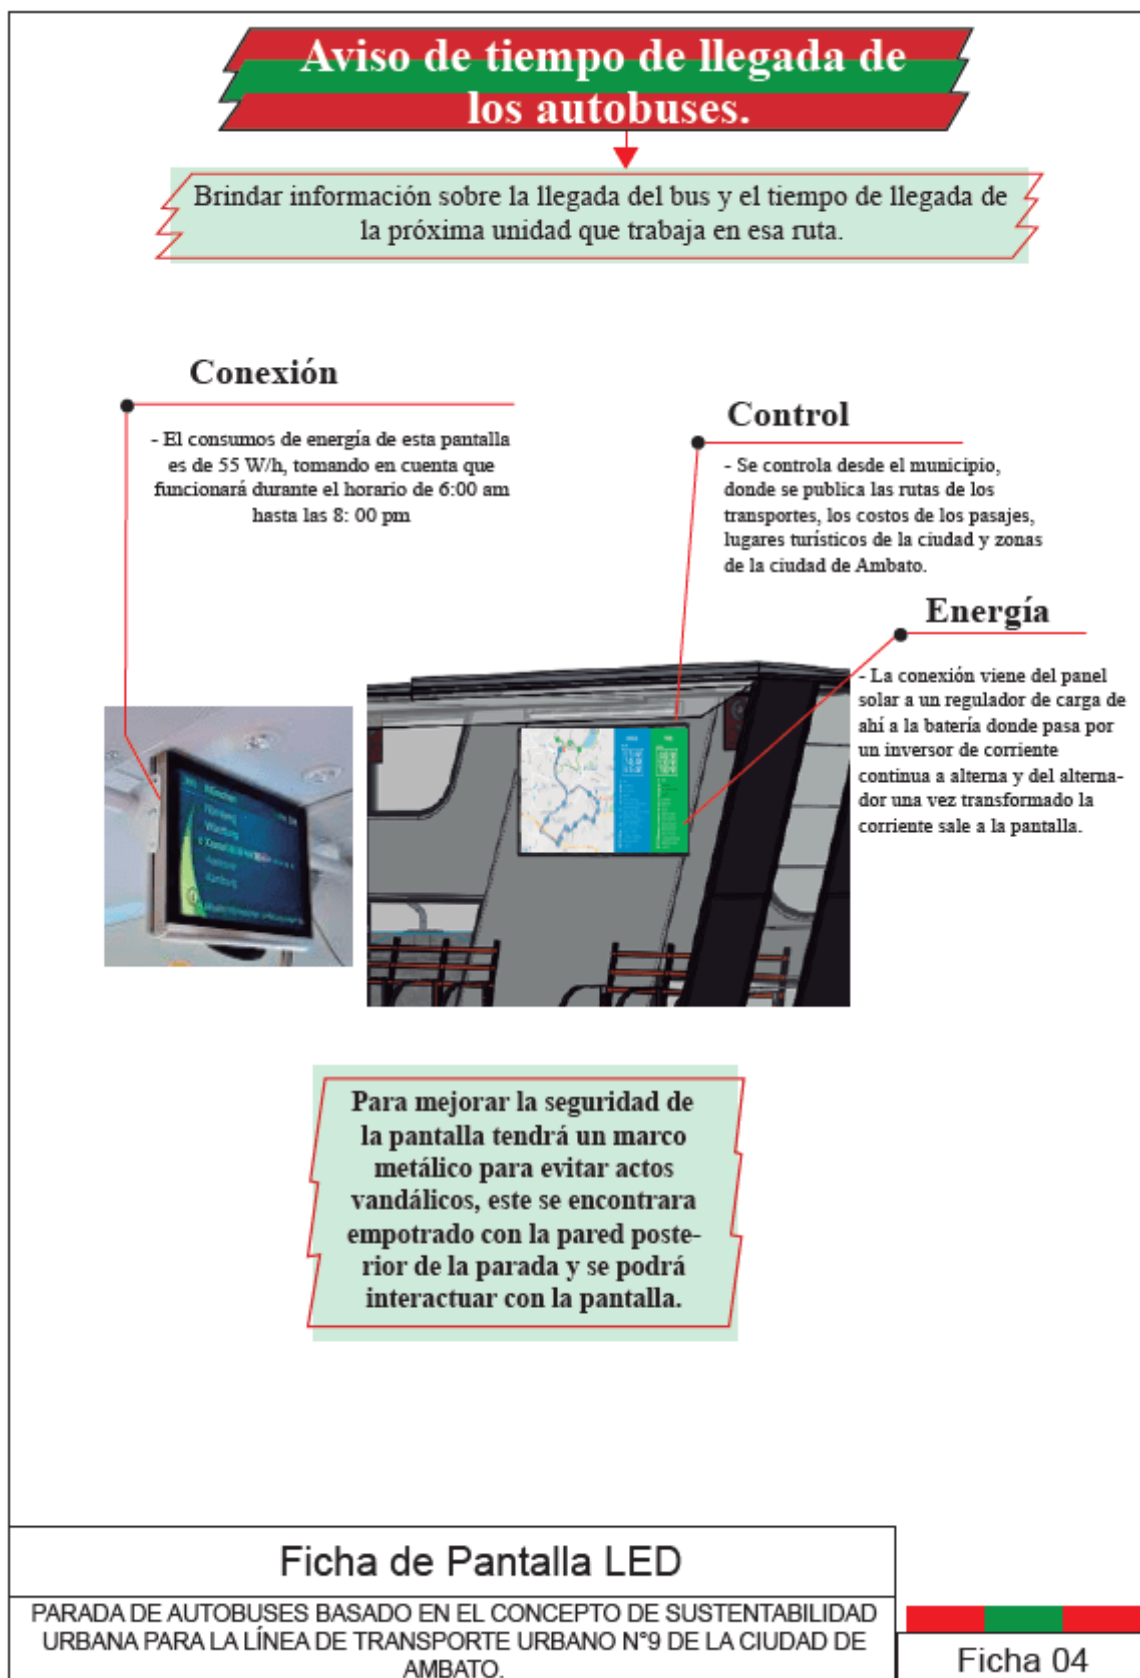 Aviso de tiempo de llegada de
los autobuses.
Brindar información sobre la llegada del bus y el tiempo de llegada de
la próxima unidad que trabaja en esa ruta.
Conexión
- El consumos de energía de esta pantalla
es de 55 W/h, tomando en cuenta que
funcionará durante el horario de 6:00 am
hasta las 8: 00 pm
Control
- Se controla desde el municipio,
donde se publica las rutas de los
transportes, los costos de los pasajes,
lugares turísticos de la ciudad y zonas
de la ciudad de Ambato.
Energía
- La conexión viene del panel
solar a un regulador de carga de
ahí a la batería donde pasa por
un inversor de corriente
continua a alterna y del alterna-
dor una vez transformado la
corriente sale a la pantalla.
München
Nürnberg
Würzburg
Hamburg
Para mejorar la seguridad de
la pantalla tendrá un marco
metálico para evitar actos
vandálicos, este se encontrara
empotrado con la pared poste-
rior de la parada y se podrá
interactuar con la pantalla.
Ficha de Pantalla LED
PARADA DE AUTOBUSES BASADO EN EL CONCEPTO DE SUSTENTABILIDAD
URBANA PARA LA LÍNEA DE TRANSPORTE URBANO N°9 DE LA CIUDAD DE
AMBATO.
Ficha 04